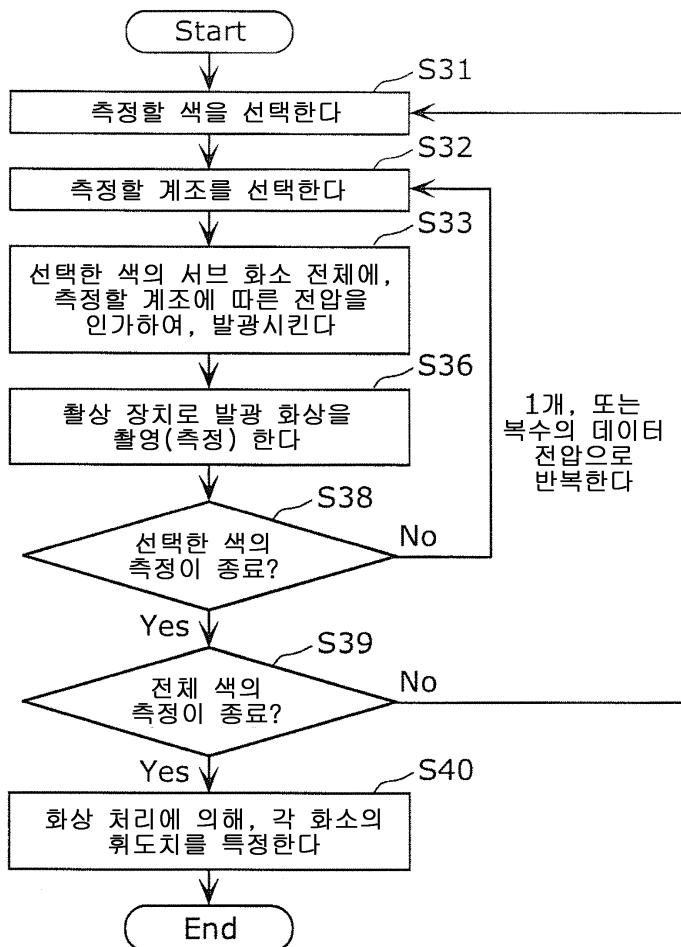 Start
S31
측정할 색을 선택한다
S32
측정할 계조를 선택한다
S33
선택한 색의 서브 화소 전체에,
측정할 계조에 따른 전압을
인가하여, 발광시킨다
S36
촬상 장치로 발광 화상을
촬영(측정) 한다
1개, 또는
복수의 데이터
전압으로
반복한다
S38
선택한 색의
측정이 종료?
No
Yes
S39
전체 색의
측정이 종료?
No
Yes
S40
화상 처리에 의해, 각 화소의
휘도치를 특정한다
End